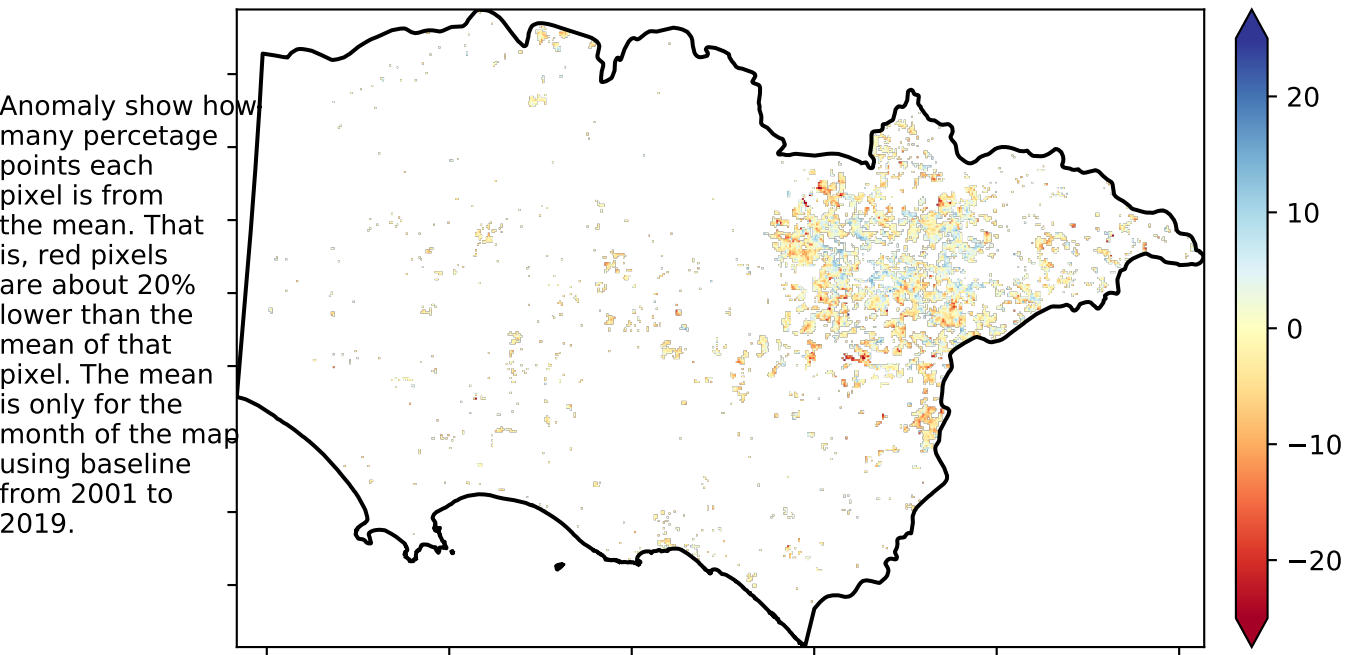 Anomaly show how
many percetage
points each
pixel is from
the mean. That
is, red pixels
are about 20%
lower than the
mean of that
pixel. The mean
is only for the
month of the map
using baseline
from 2001 to
2019.
20
10
0
−10
−20